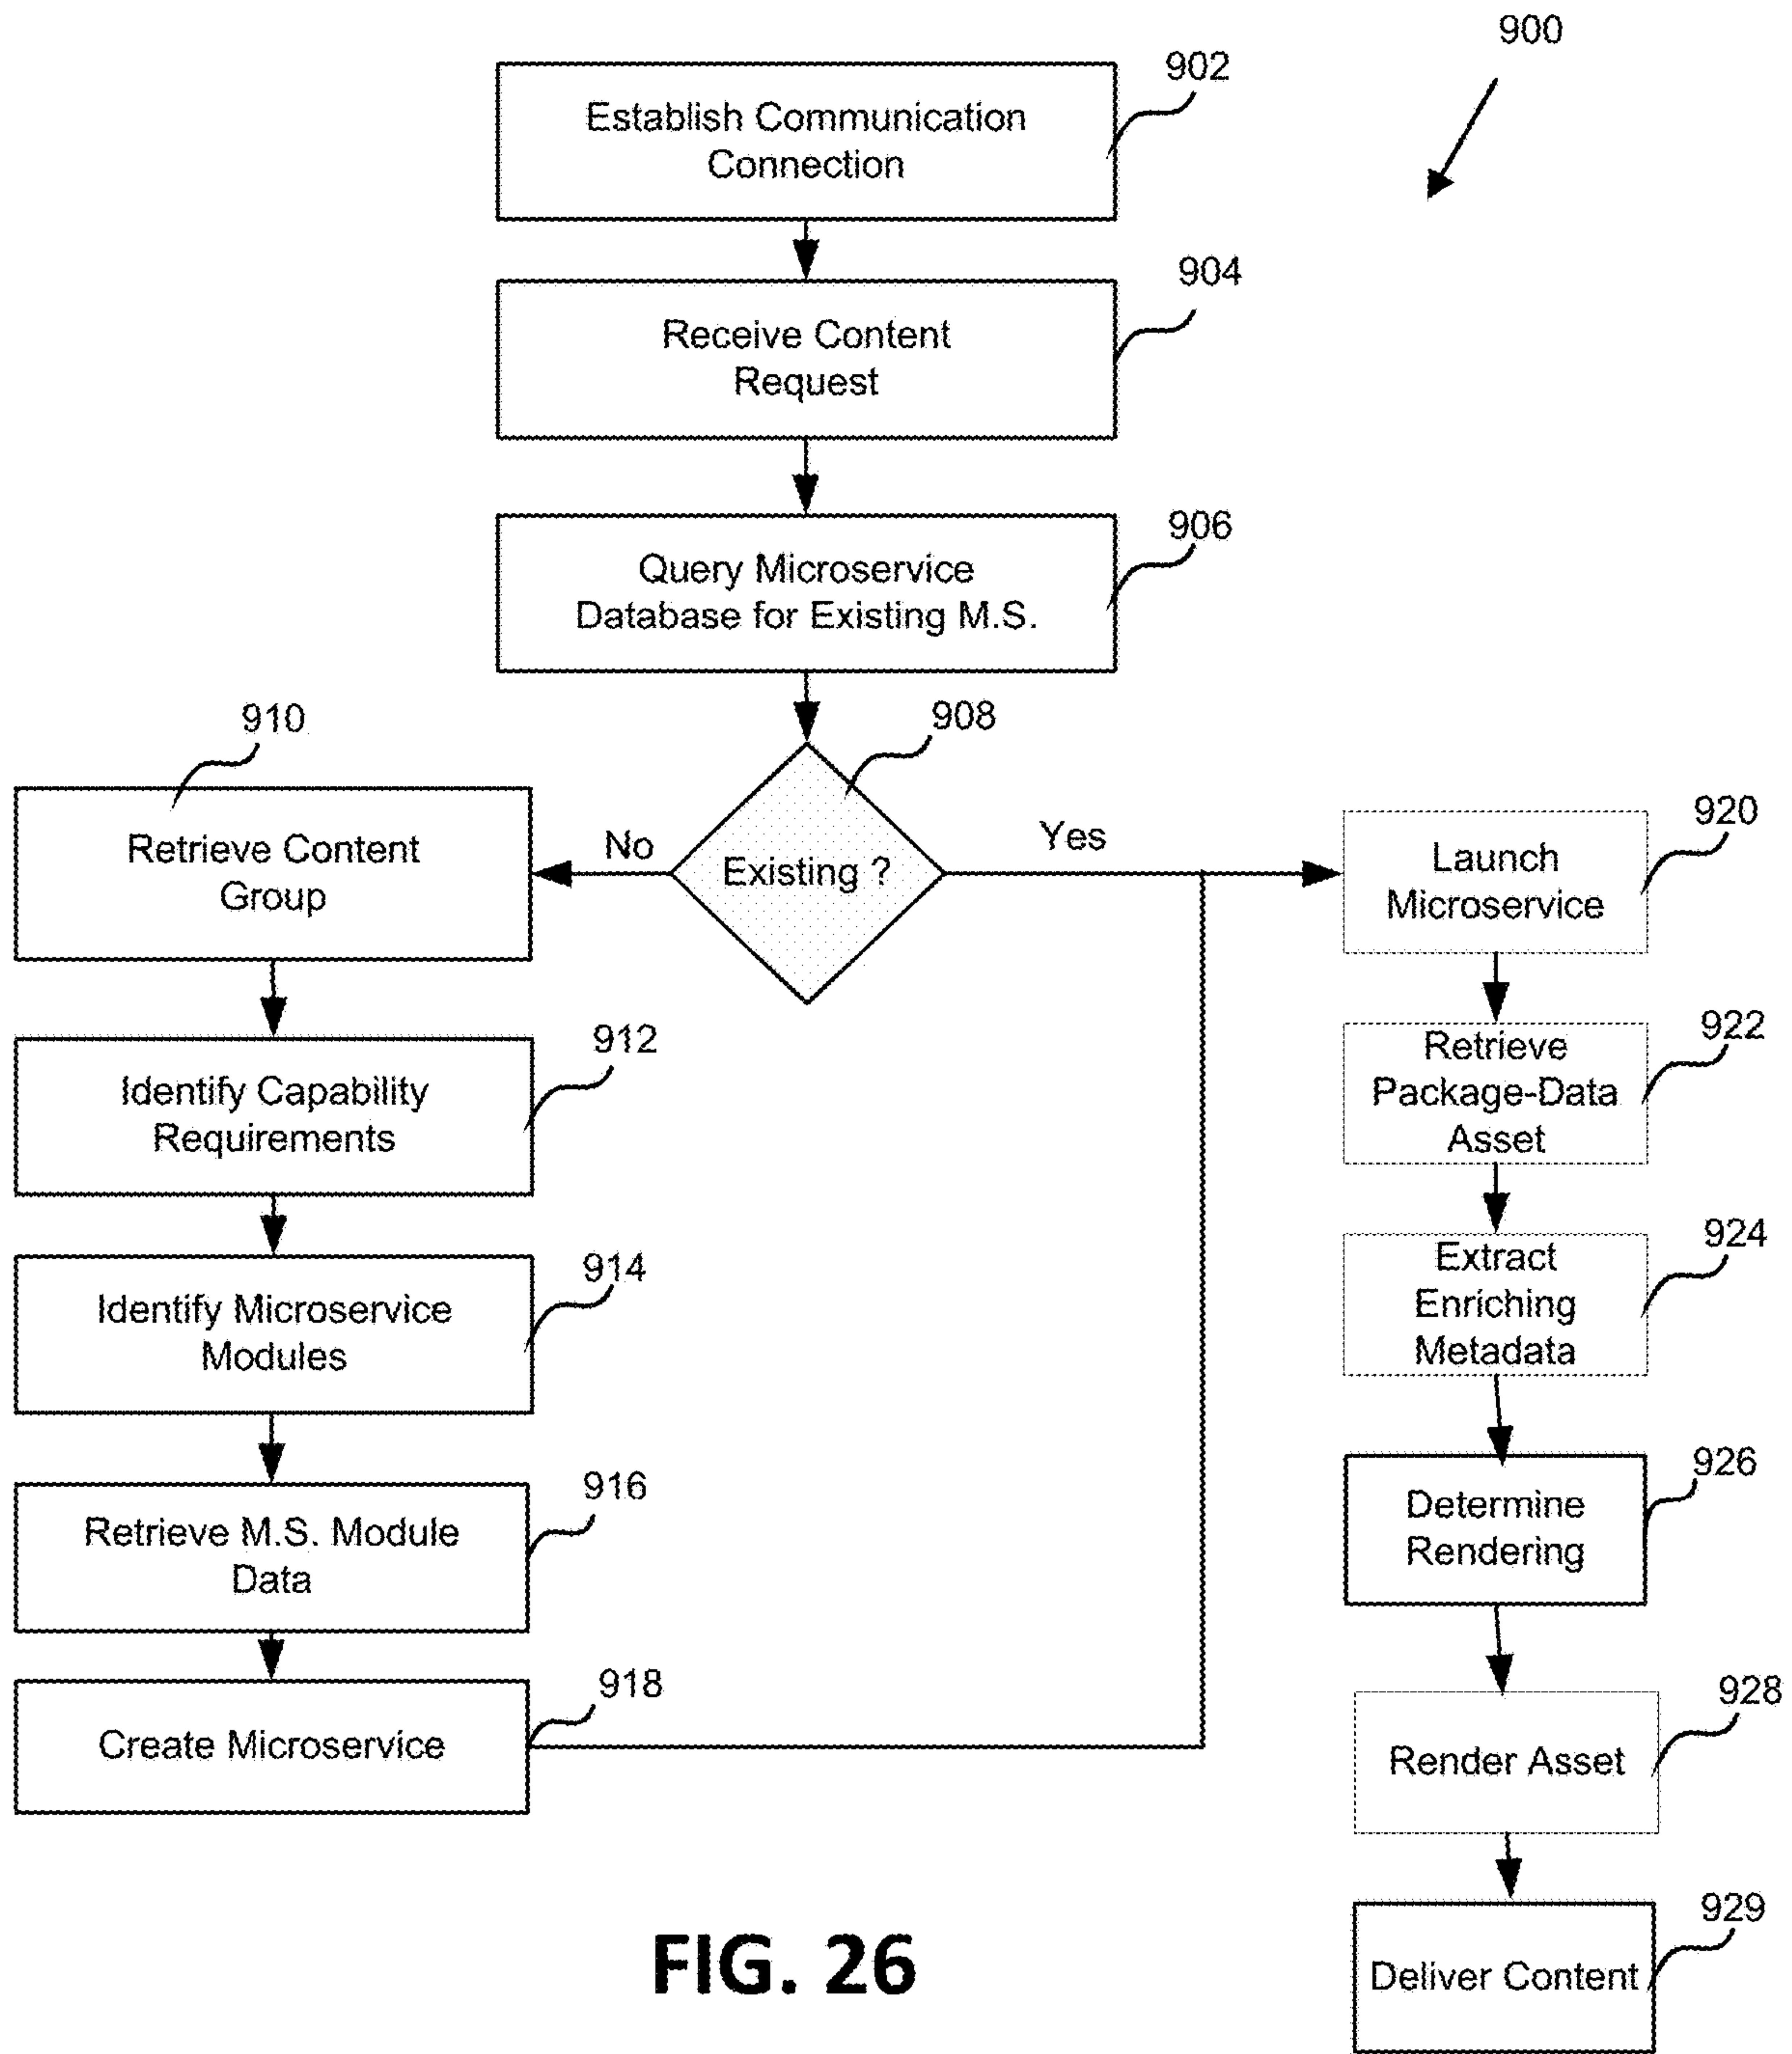 900
902
Establish Communication
Connection
904
Receive Content
Request
906
Query Microservice
Database for Existing M.S.
908
Existing ?
No
Yes
910
Retrieve Content
Group
912
Identify Capability
Requirements
914
Identify Microservice
Modules
916
Retrieve M.S. Module
Data
918
Create Microservice
920
Launch
Microservice
922
Retrieve
Package-Data
Asset
924
Extract
Enriching
Metadata
926
Determine
Rendering
928
Render Asset
929
Deliver Content
FIG. 26